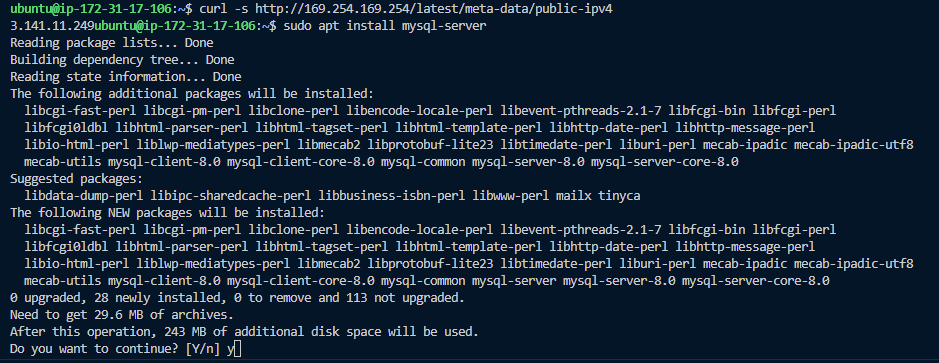 ubuntu@ip-172-31-17-106:~$ curl -s http://169.254.169.254/latest/meta-data/public-ipv4
3.141.11.249ubuntu@ip-172-31-17-106:~$ sudo apt install mysql-server
Reading package lists... Done
Building dependency tree... Done
Reading state information... Done
The following additional packages will be installed:
  libcgi-fast-perl libcgi-pm-perl libclone-perl libencode-locale-perl libevent-pthreads-2.1-7 libfcgi-bin libfcgi-perl
  libfcgi0ldbl libhtml-parser-perl libhtml-tagset-perl libhtml-template-perl libhttp-date-perl libhttp-message-perl
  libio-html-perl liblwp-mediatypes-perl libmecab2 libprotobuf-lite23 libtimedate-perl liburi-perl mecab-ipadic mecab-ipadic-utf8
  mecab-utils mysql-client-8.0 mysql-client-core-8.0 mysql-common mysql-server-8.0 mysql-server-core-8.0
Suggested packages:
  libdata-dump-perl libipc-sharedcache-perl libbusiness-isbn-perl libwww-perl mailx tinyca
The following NEW packages will be installed:
  libcgi-fast-perl libcgi-pm-perl libclone-perl libencode-locale-perl libevent-pthreads-2.1-7 libfcgi-bin libfcgi-perl
  libfcgi0ldbl libhtml-parser-perl libhtml-tagset-perl libhtml-template-perl libhttp-date-perl libhttp-message-perl
  libio-html-perl liblwp-mediatypes-perl libmecab2 libprotobuf-lite23 libtimedate-perl liburi-perl mecab-ipadic mecab-ipadic-utf8
  mecab-utils mysql-client-8.0 mysql-client-core-8.0 mysql-common mysql-server mysql-server-8.0 mysql-server-core-8.0
0 upgraded, 28 newly installed, 0 to remove and 113 not upgraded.
Need to get 29.6 MB of archives.
After this operation, 243 MB of additional disk space will be used.
Do you want to continue? [Y/n] y